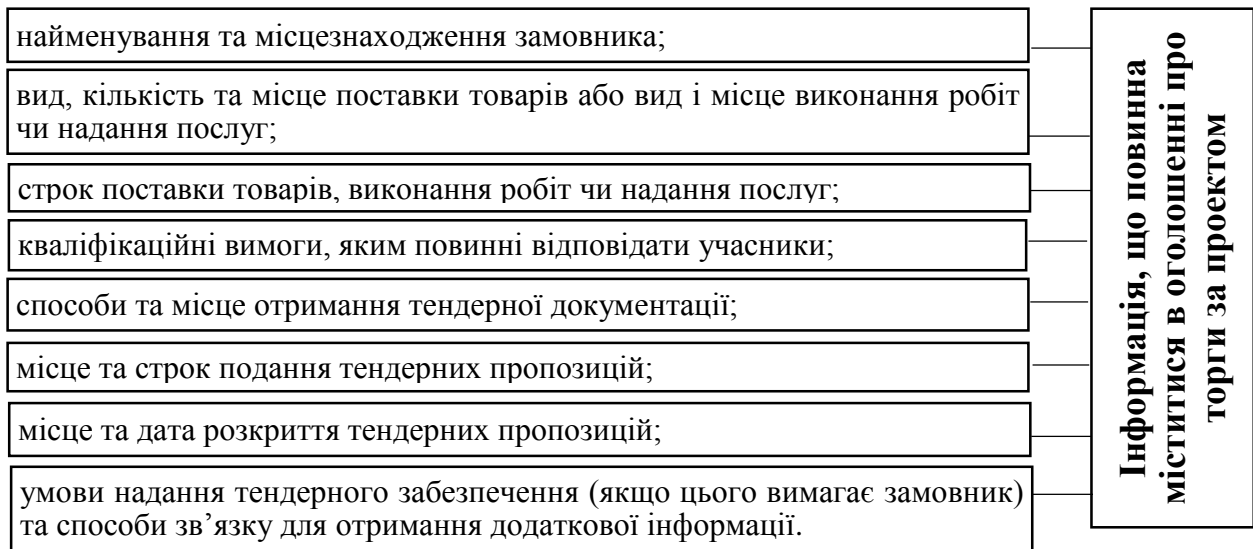 найменування та місцезнаходження замовника;
вид, кількість та місце поставки товарів або вид і місце виконання робіт
чи надання послуг;
строк поставки товарів, виконання робіт чи надання послуг;
кваліфікаційні вимоги, яким повинні відповідати учасники;
способи та місце отримання тендерної документації;
місце та строк подання тендерних пропозицій;
місце та дата розкриття тендерних пропозицій;
умови надання тендерного забезпечення (якщо цього вимагає замовник)
та способи зв’язку для отримання додаткової інформації.
Інформація, що повинна
міститися в оголошенні про
торги за проектом